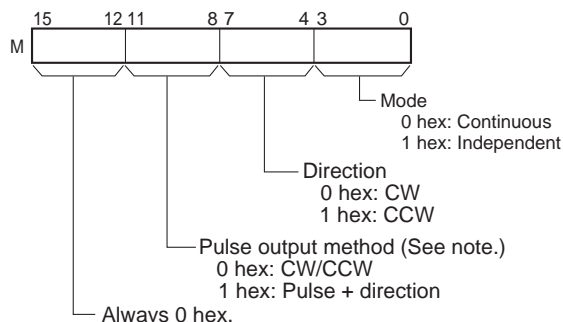 15 12 11 8 7 4 3 0
M
Mode
0 hex: Continuous
1 hex: Independent
Direction
0 hex: CW
1 hex: CCW
Pulse output method (See note.)
0 hex: CW/CCW
1 hex: Pulse + direction
Always 0 hex.